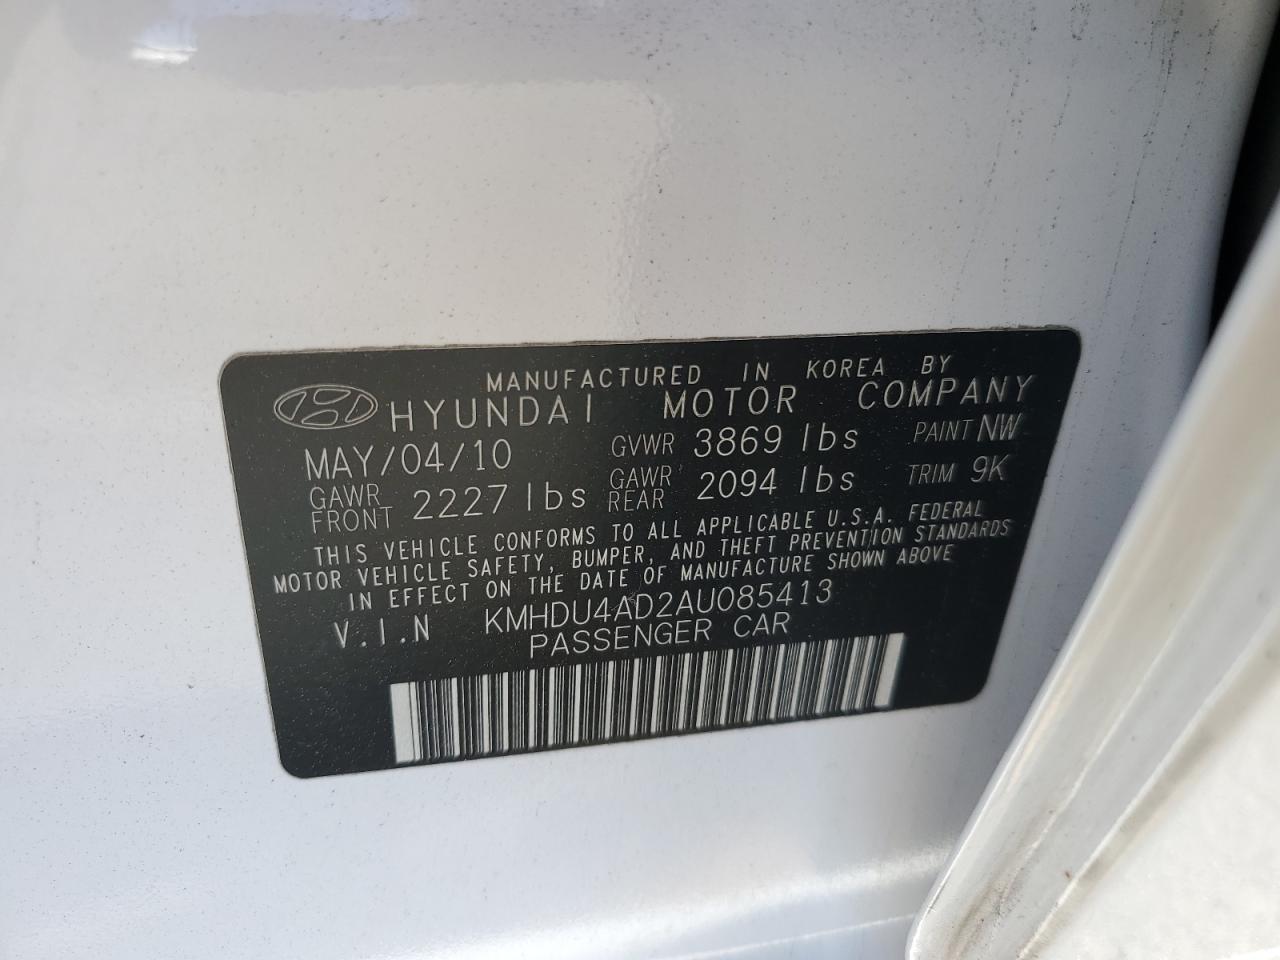 MANUFACTURED IN KOREA BY
HYUNDAI MOTOR COMPANY
MAY/04/10 GVWR 3869 lbs PAINT NW
GAWR FRONT 2227 lbs GAWR REAR 2094 lbs TRIM 9K
THIS VEHICLE CONFORMS TO ALL APPLICABLE U.S.A. FEDERAL
MOTOR VEHICLE SAFETY, BUMPER, AND THEFT PREVENTION STANDARDS
IN EFFECT ON THE DATE OF MANUFACTURE SHOWN ABOVE
V.I.N KMHDU4AD2AU085413
PASSENGER CAR